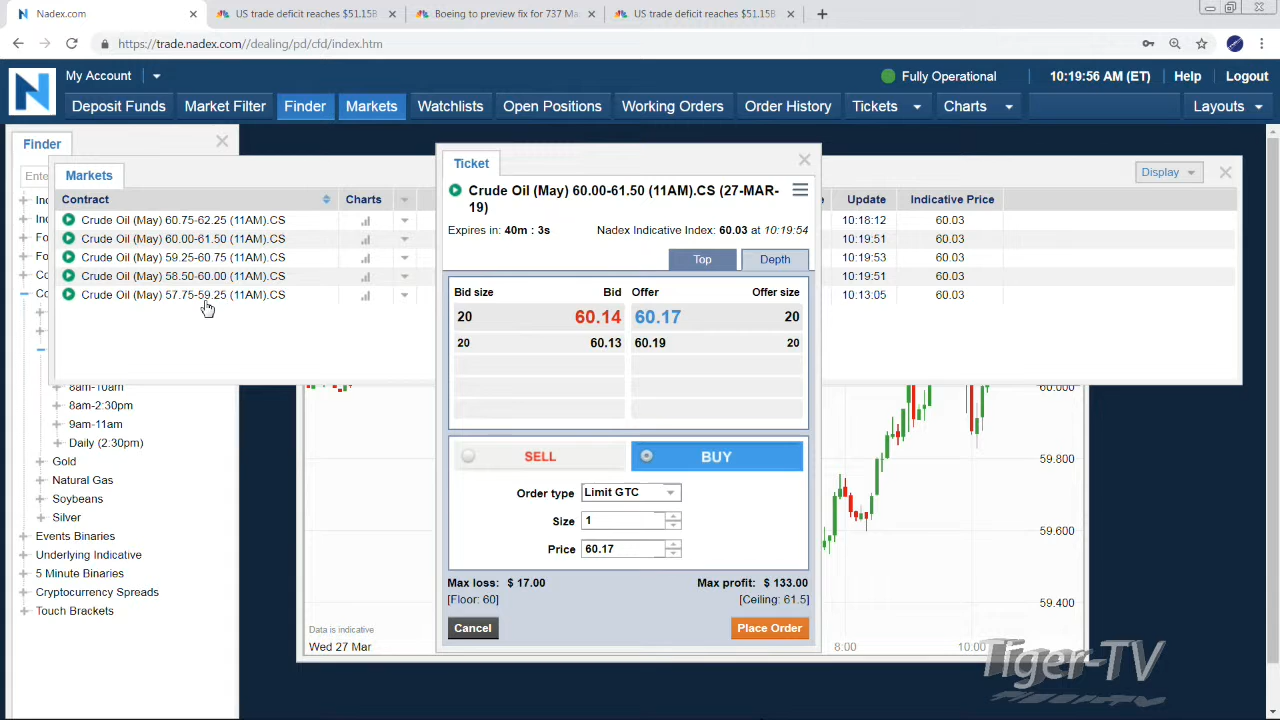 Nadex.com
US trade deficit reaches $51.15B
Boeing to preview fix for 737 Ma
US trade deficit reaches $51.15B
https://trade.nadex.com//dealing/pd/cfd/index.htm
My Account
Fully Operational
10:19:56 AM (ET)
Help
Logout
Deposit Funds
Market Filter
Finder
Markets
Watchlists
Open Positions
Working Orders
Order History
Tickets
Charts
Layouts
Finder
Ente
Inc
Inc
Fo
Fo
Co
Co
8am-10am
8am-2:30pm
9am-11am
Daily (2:30pm)
Gold
Natural Gas
Soybeans
Silver
Events Binaries
Underlying Indicative
5 Minute Binaries
Cryptocurrency Spreads
Touch Brackets
Markets
Display
Contract Charts Update Indicative Price
Crude Oil (May) 60.75-62.25 (11AM).CS 10:18:12 60.03
Crude Oil (May) 60.00-61.50 (11AM).CS 10:19:51 60.03
Crude Oil (May) 59.25-60.75 (11AM).CS 10:19:53 60.03
Crude Oil (May) 58.50-60.00 (11AM).CS 10:19:51 60.03
Crude Oil (May) 57.75-59.25 (11AM).CS 10:13:05 60.03
Ticket
Crude Oil (May) 60.00-61.50 (11AM).CS (27-MAR-
19)
Expires in: 40m : 3s Nadex Indicative Index: 60.03 at 10:19:54
Top Depth
Bid size Bid Offer Offer size
20 60.14 60.17 20
20 60.13 60.19 20
SELL BUY
Order type Limit GTC
Size 1
Price 60.17
Max loss: $ 17.00 Max profit: $ 133.00
[Floor: 60] [Ceiling: 61.5]
Cancel Place Order
60.000
59.800
59.600
59.400
Data is indicative
Wed 27 Mar 8:00 10:00
Tiger-TV